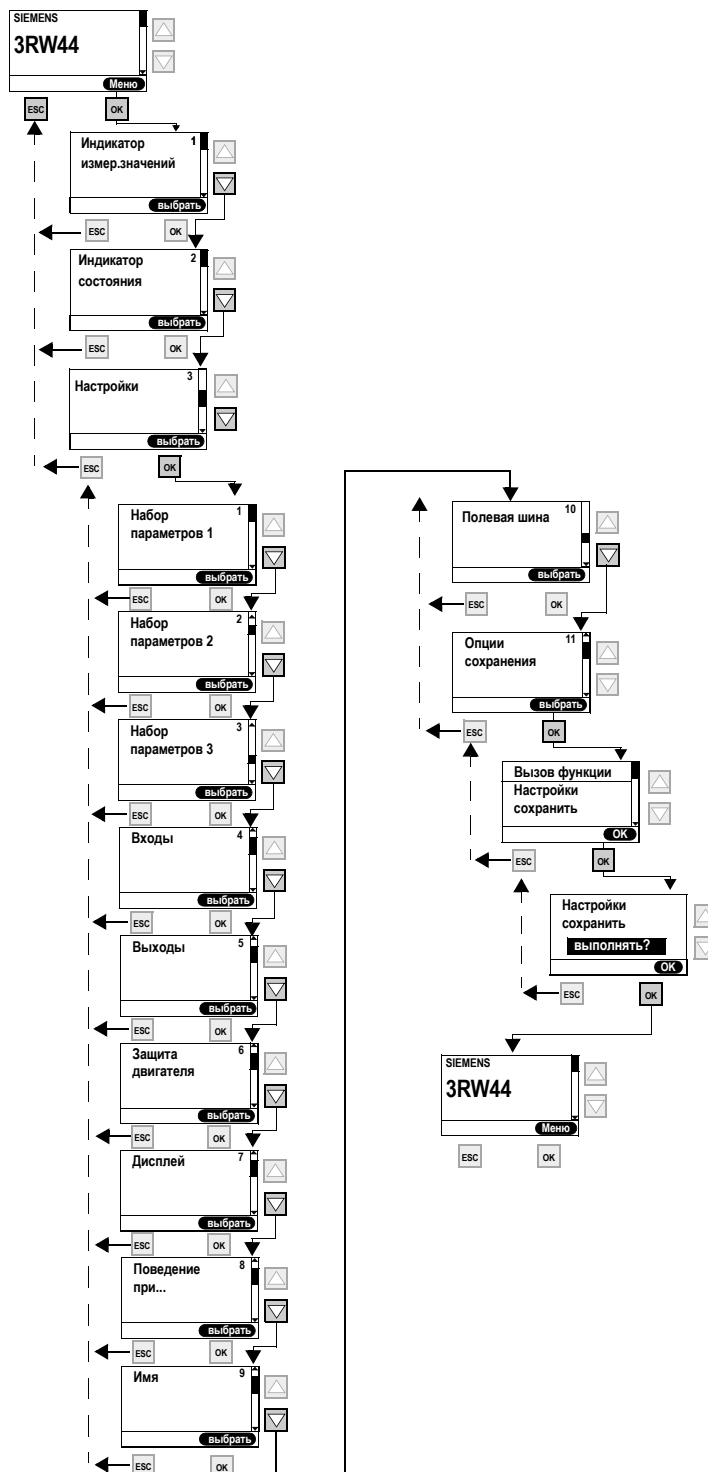 SIEMENS
3RW44
Меню
ESC
OK
Индикатор 1
измер.значений
выбрать
ESC
OK
Индикатор 2
состояния
выбрать
ESC
OK
Настройки 3
выбрать
ESC
OK
Набор 1
параметров 1
выбрать
ESC
OK
Набор 2
параметров 2
выбрать
ESC
OK
Набор 3
параметров 3
выбрать
ESC
OK
Входы 4
выбрать
ESC
OK
Выходы 5
выбрать
ESC
OK
Защита 6
двигателя
выбрать
ESC
OK
Дисплей 7
выбрать
ESC
OK
Поведение 8
при...
выбрать
ESC
OK
Имя 9
выбрать
ESC
OK
Полевая шина 10
выбрать
ESC
OK
Опции 11
сохранения
выбрать
ESC
OK
Вызов функции
Настройки
сохранить
OK
ESC
OK
Настройки
сохранить
выполнять?
OK
ESC
OK
SIEMENS
3RW44
Меню
ESC
OK